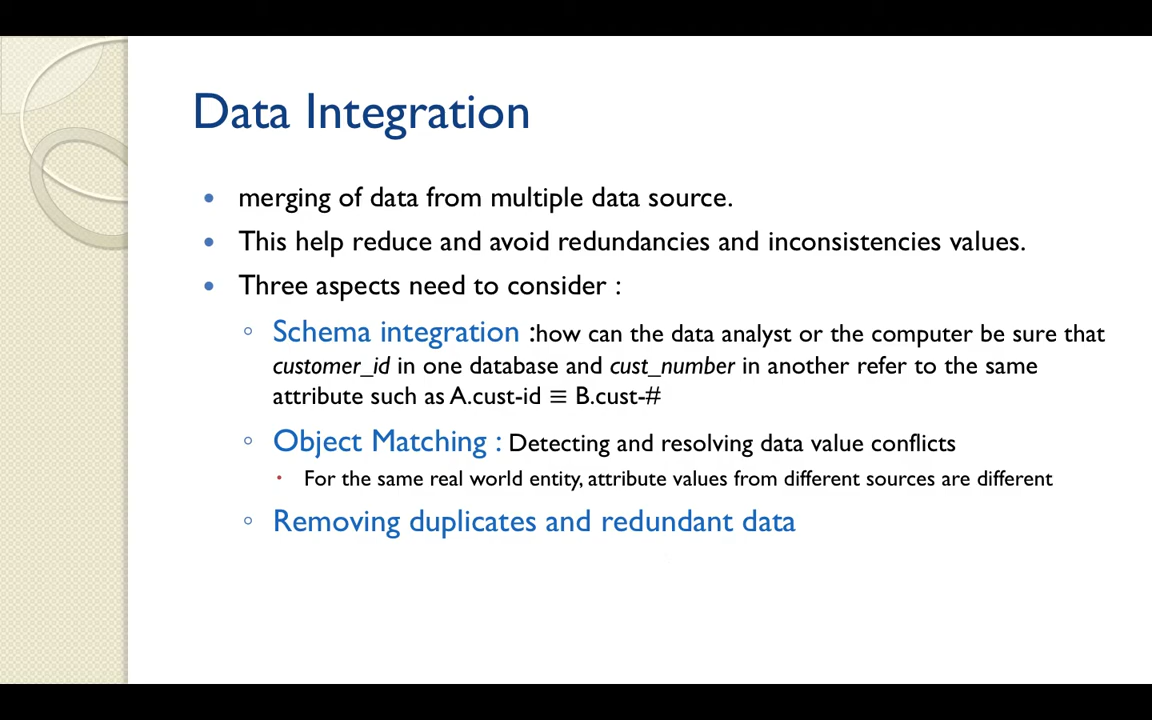 Data Integration
• merging of data from multiple data source.
• This help reduce and avoid redundancies and inconsistencies values.
• Three aspects need to consider :
◦ Schema integration :how can the data analyst or the computer be sure that
customer_id in one database and cust_number in another refer to the same
attribute such as A.cust-id ≡ B.cust-#
◦ Object Matching : Detecting and resolving data value conflicts
• For the same real world entity, attribute values from different sources are different
◦ Removing duplicates and redundant data